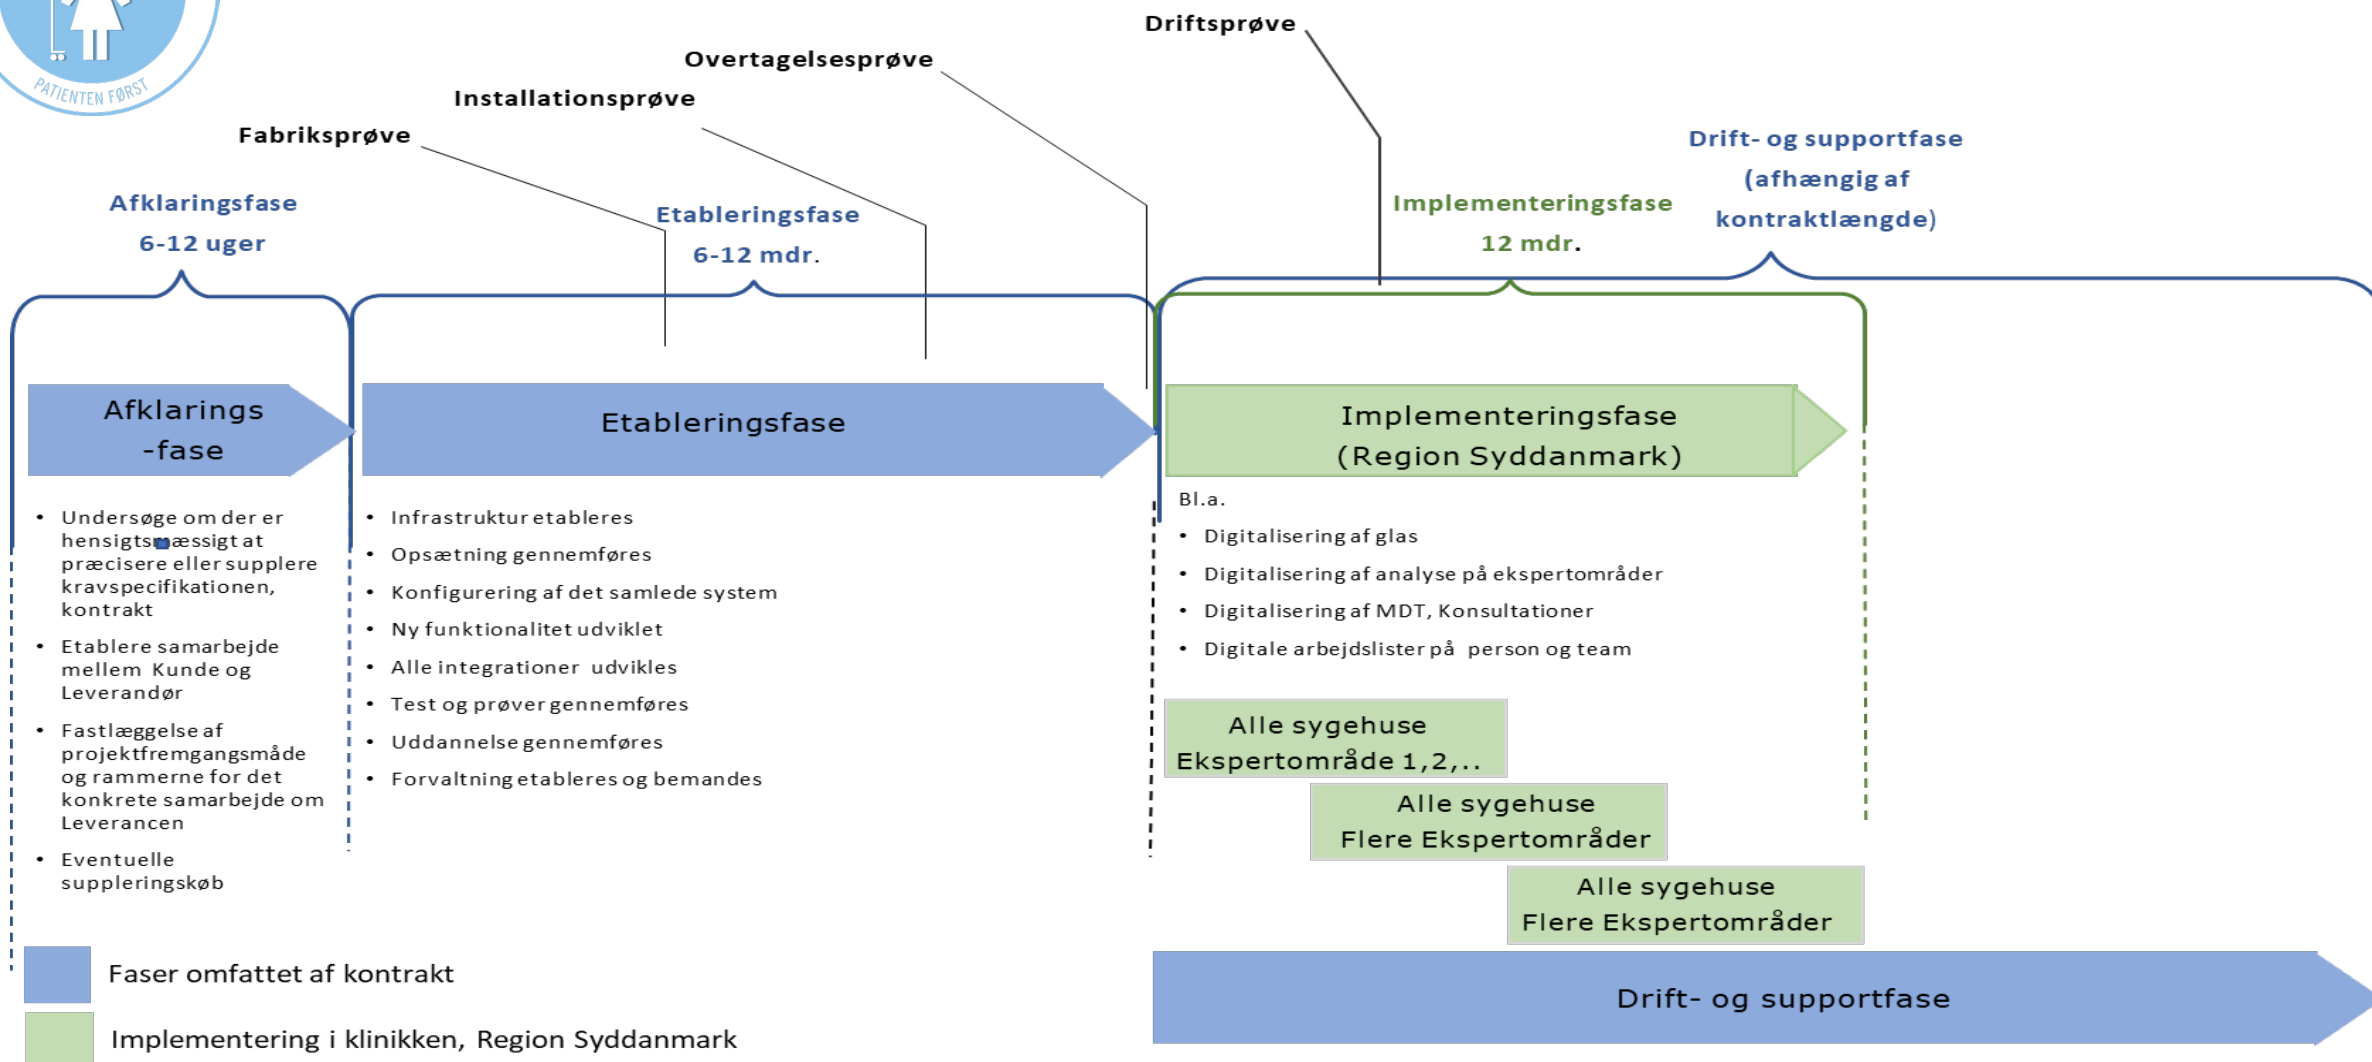 PATIENTEN FØRST
Driftsprøve
Overtagelsesprøve
Installationsprøve
Fabriksprøve
Afklaringsfase
6-12 uger
Etableringsfase
6-12 mdr.
Implementeringsfase
12 mdr.
Drift- og supportfase
(afhængig af
kontraktlængde)
Afklarings
-fase
Etableringsfase
Implementeringsfase
(Region Syddanmark)
• Undersøge om der er
hensigtsmæssigt at
præcisere eller supplere
kravspecifikationen,
kontrakt
• Etablere samarbejde
mellem Kunde og
Leverandør
• Fastlæggelse af
projektfremgangsmåde
og rammerne for det
konkrete samarbejde om
Leverancen
• Eventuelle
suppleringskøb
• Infrastruktur etableres
• Opsætning gennemføres
• Konfigurering af det samlede system
• Ny funktionalitet udviklet
• Alle integrationer udvikles
• Test og prøver gennemføres
• Uddannelse gennemføres
• Forvaltning etableres og bemandes
Bl.a.
• Digitalisering af glas
• Digitalisering af analyse på ekspertområder
• Digitalisering af MDT, Konsultationer
• Digitale arbejdslister på person og team
Alle sygehuse
Ekspertområde 1,2,..
Alle sygehuse
Flere Ekspertområder
Alle sygehuse
Flere Ekspertområder
Drift- og supportfase
Faser omfattet af kontrakt
Implementering i klinikken, Region Syddanmark